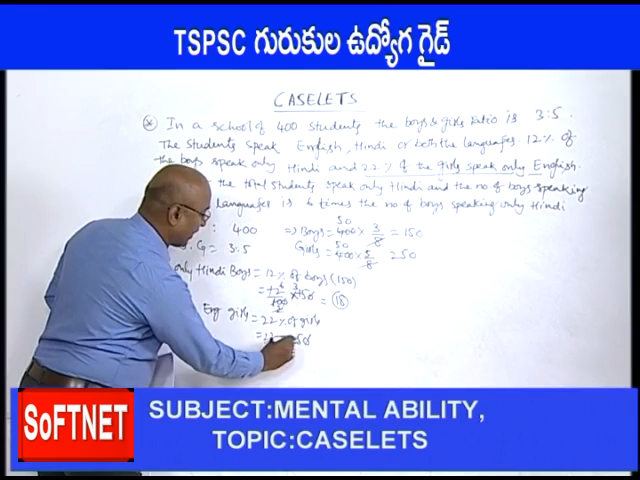 TSPSC గురుకుల ఉద్యోగ గైడ్
CASELETS
* In a school of 400 students the boys & girls ratio is 3:5.
The students speak English, Hindi or both the languages. 12% of
the boys speak only Hindi and 22% of the girls speak only English.
the total students speak only Hindi and the no of boys speaking
languages is 6 times the no of boys speaking only Hindi
: 400 ⇒ Boys = 400 × 3/8 = 150
50
: G = 3:5 Girls = 400 × 5/8 250
50
only Hindi Boys = 12% of boys (150)
= 12/100 × 150 = 18
Eng girls = 22% of girls
= 22 250
SoFTNET
SUBJECT:MENTAL ABILITY,
TOPIC:CASELETS